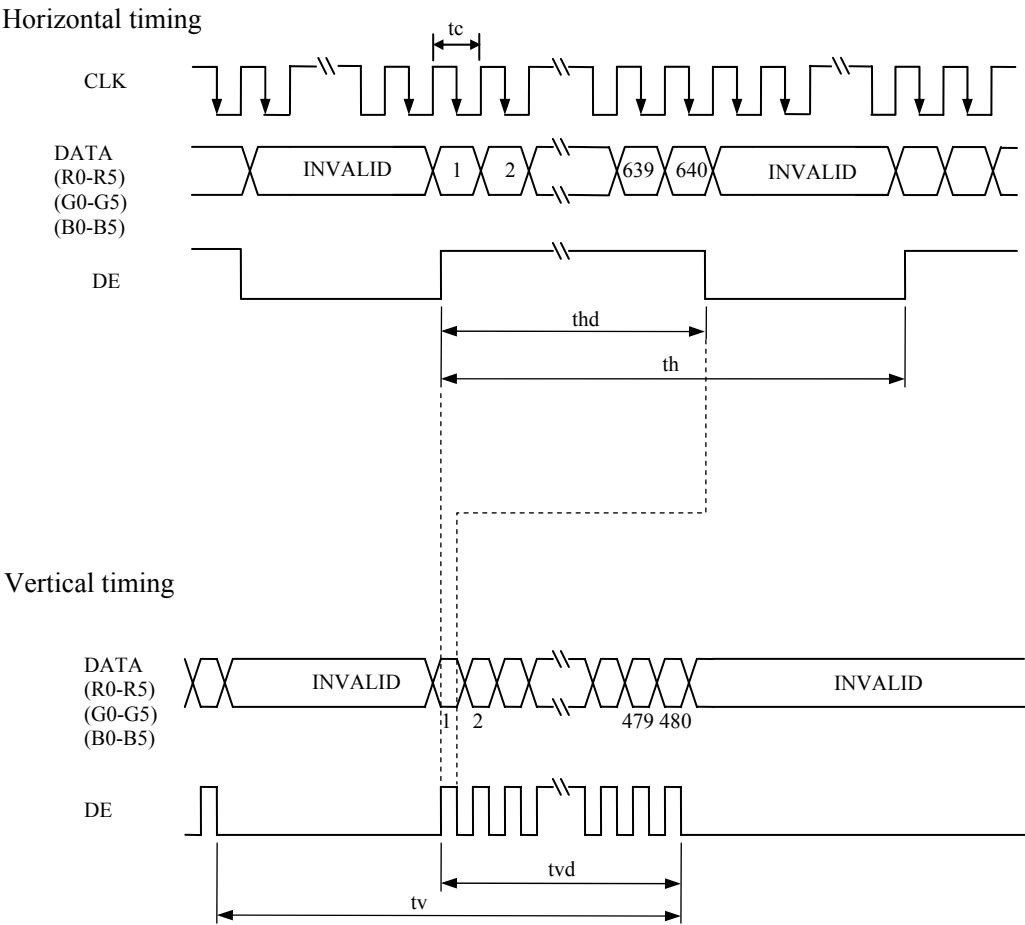 Horizontal timing
tc
CLK
DATA
(R0-R5)
(G0-G5)
(B0-B5)
INVALID 1 2 639 640 INVALID
DE
thd
th
Vertical timing
DATA
(R0-R5)
(G0-G5)
(B0-B5)
INVALID INVALID
1 2 479 480
DE
tvd
tv